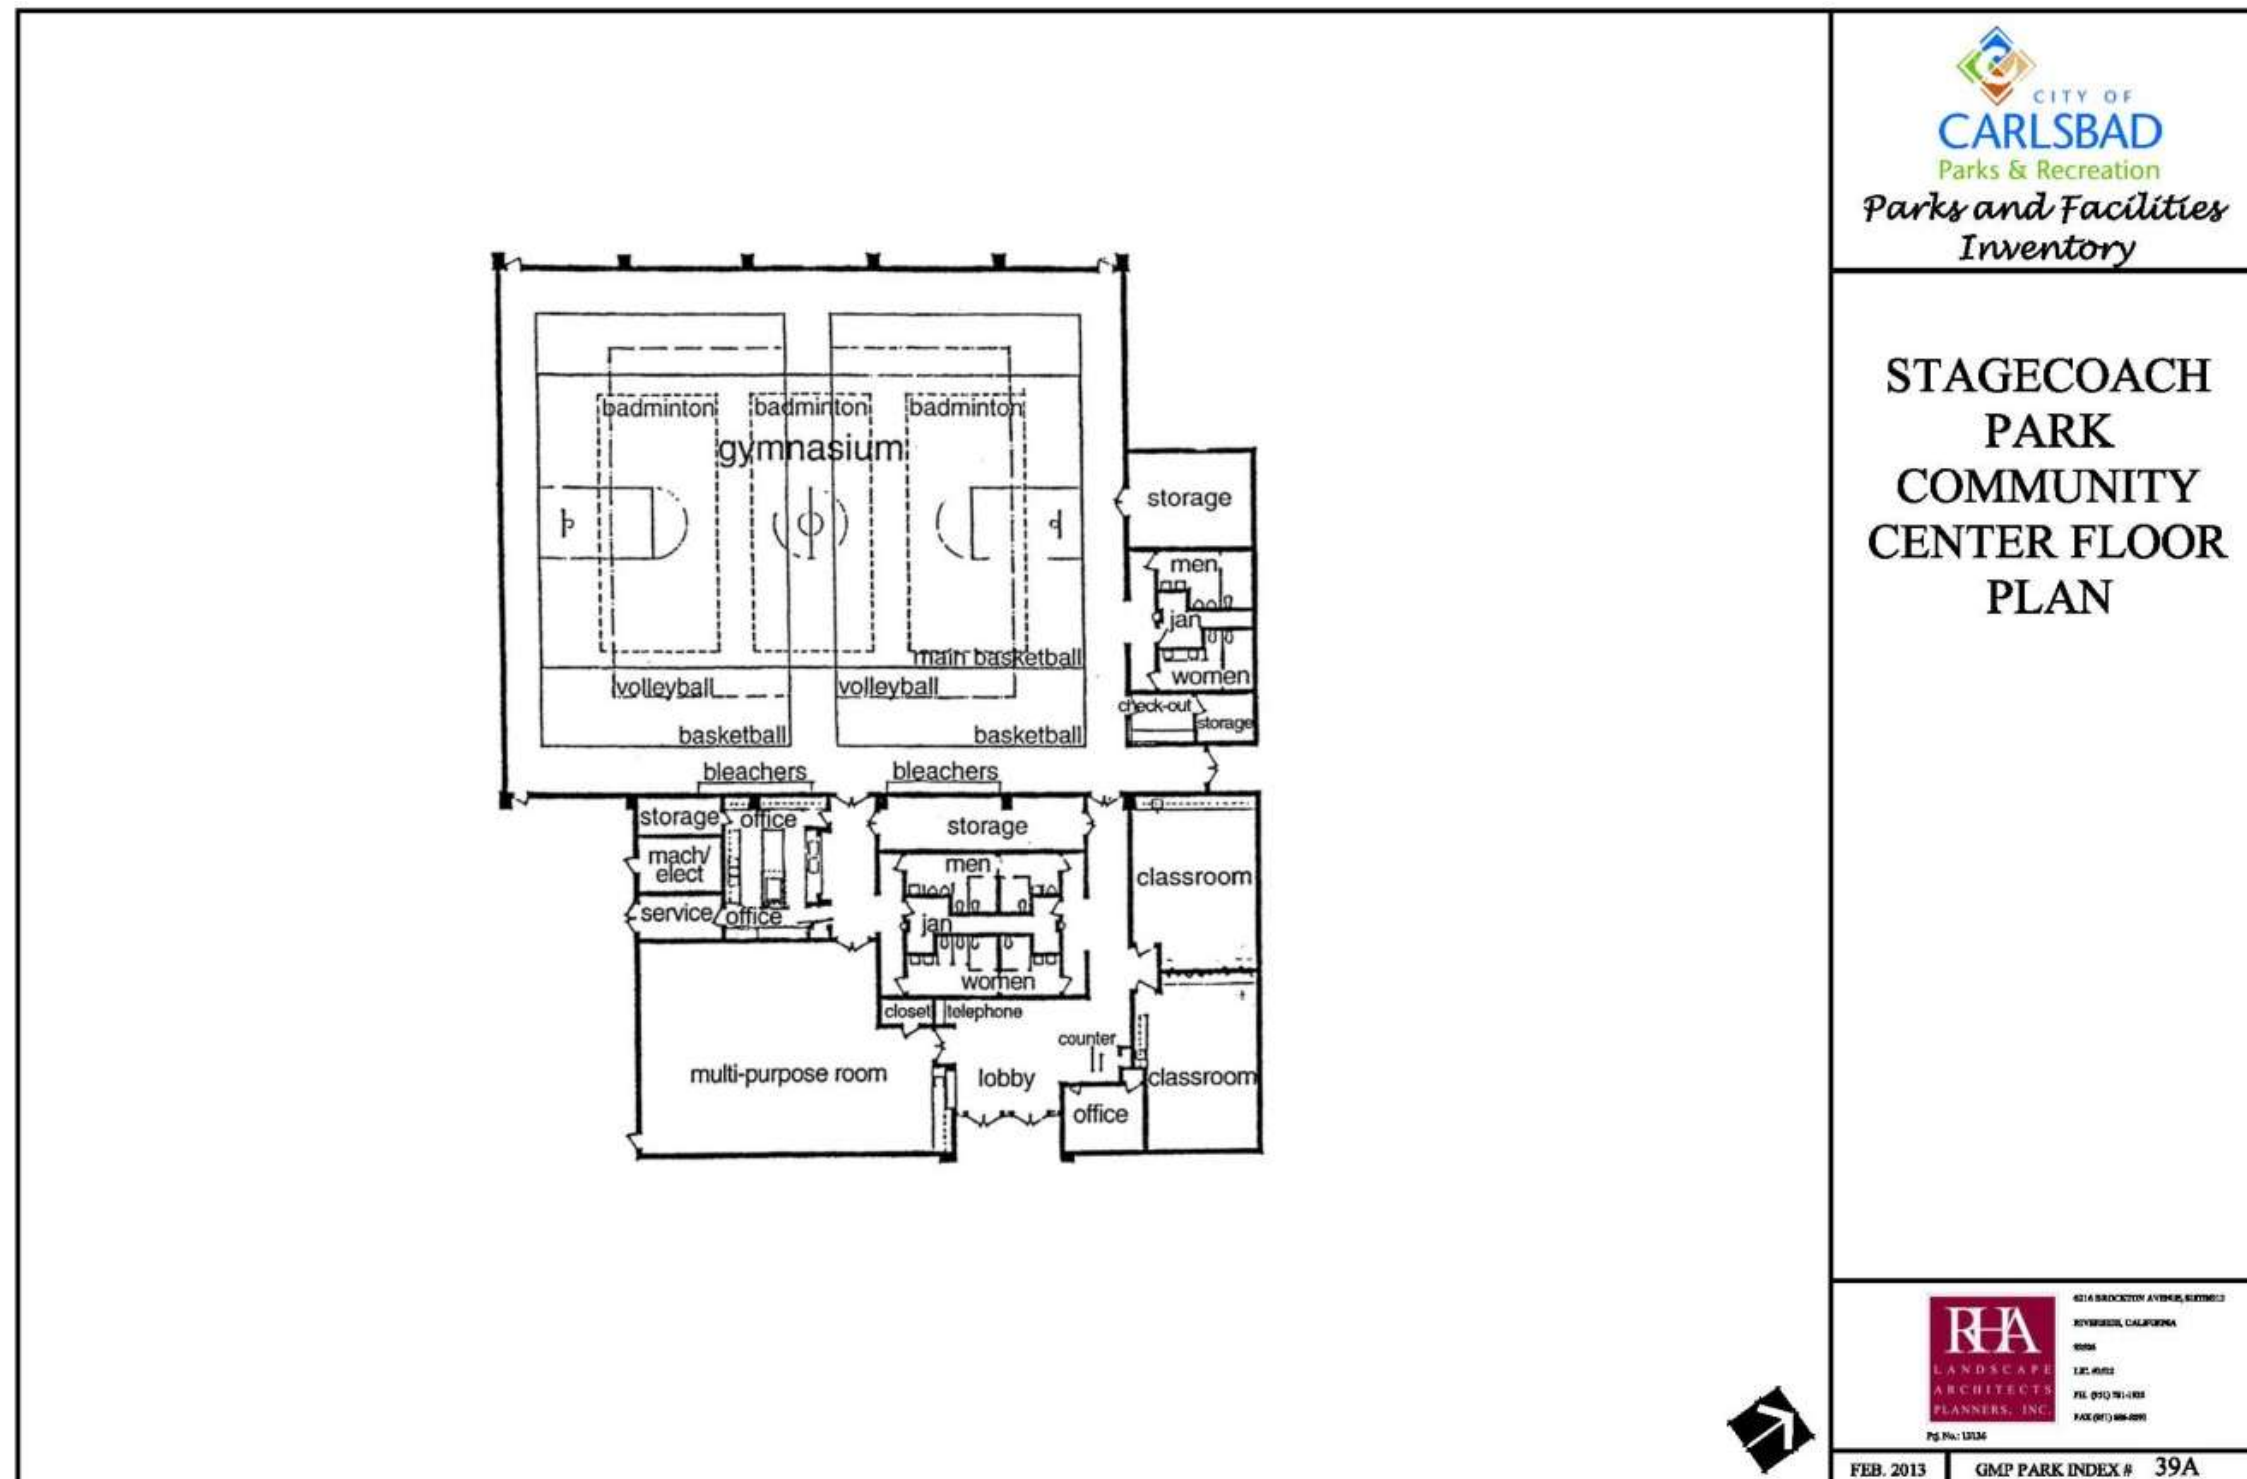 badminton badminton badminton
gymnasium
storage
men
jan
main basketball
women
volleyball volleyball
check-out
storage
basketball basketball
bleachers bleachers
storage office
storage
mach/
elect
men
classroom
service office
jan
women
closet telephone
counter
multi-purpose room
lobby
classroom
office
CITY OF
CARLSBAD
Parks & Recreation
Parks and Facilities
Inventory
STAGECOACH
PARK
COMMUNITY
CENTER FLOOR
PLAN
RHA
LANDSCAPE
ARCHITECTS
PLANNERS, INC.
RIVERSIDE, CALIFORNIA
FEB. 2013
GMP PARK INDEX # 39A